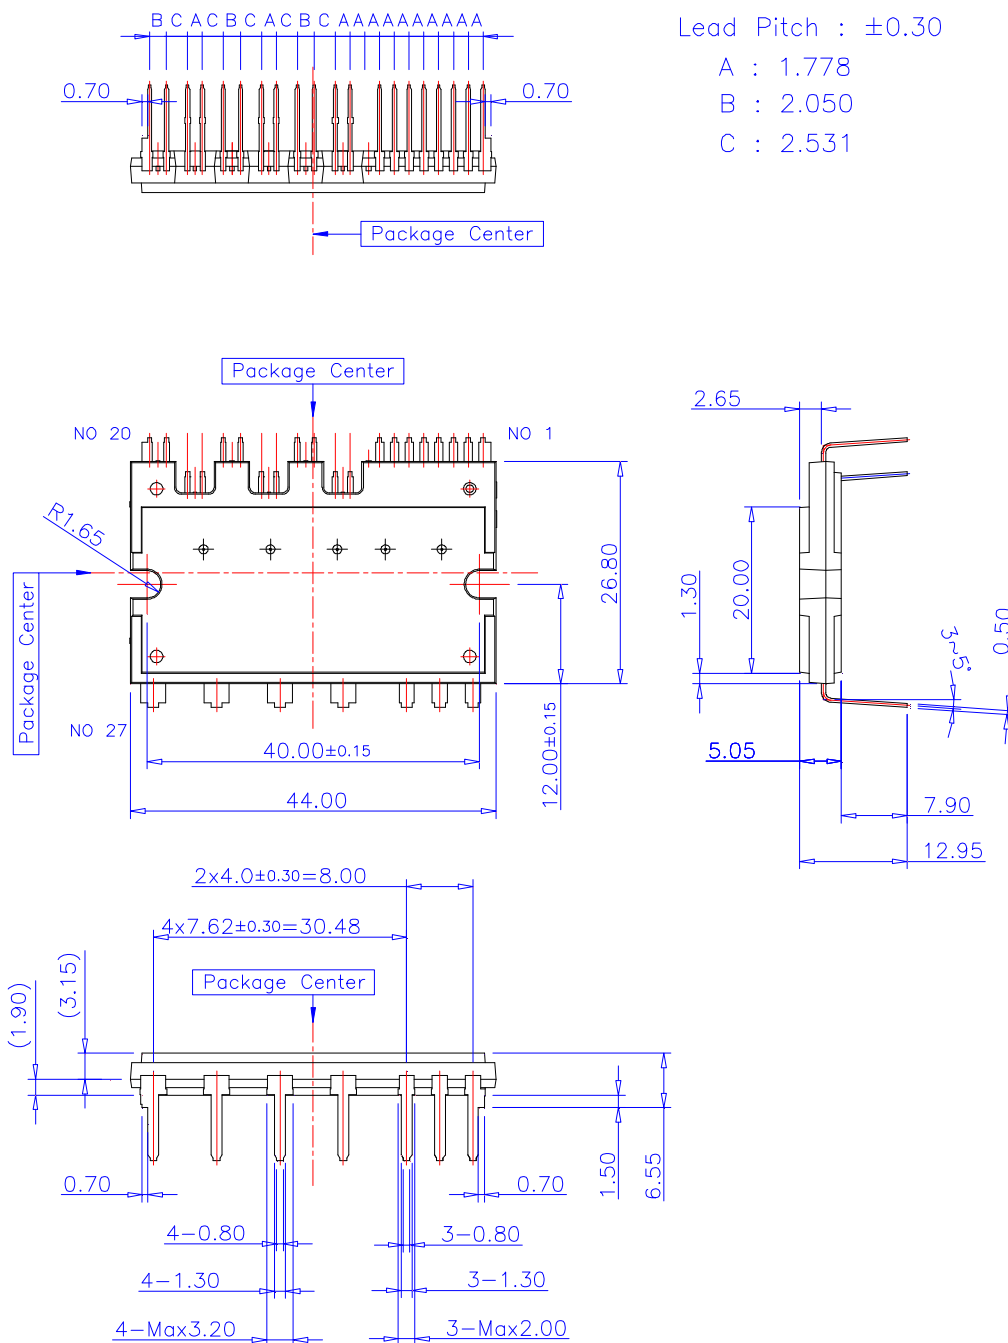 B C A C B C A C B C A A A A A A A A A A
Lead Pitch : ±0.30
A : 1.778
B : 2.050
C : 2.531
0.70
0.70
Package Center
Package Center
NO 20
NO 1
2.65
R1.65
Package Center
26.80
1.30
20.00
3~5°
0.50
NO 27
40.00±0.15
12.00±0.15
44.00
5.05
7.90
12.95
2x4.0±0.30=8.00
4x7.62±0.30=30.48
Package Center
(1.90)
(3.15)
0.70
0.70
1.50
6.55
4-0.80
3-0.80
4-1.30
3-1.30
4-Max3.20
3-Max2.00